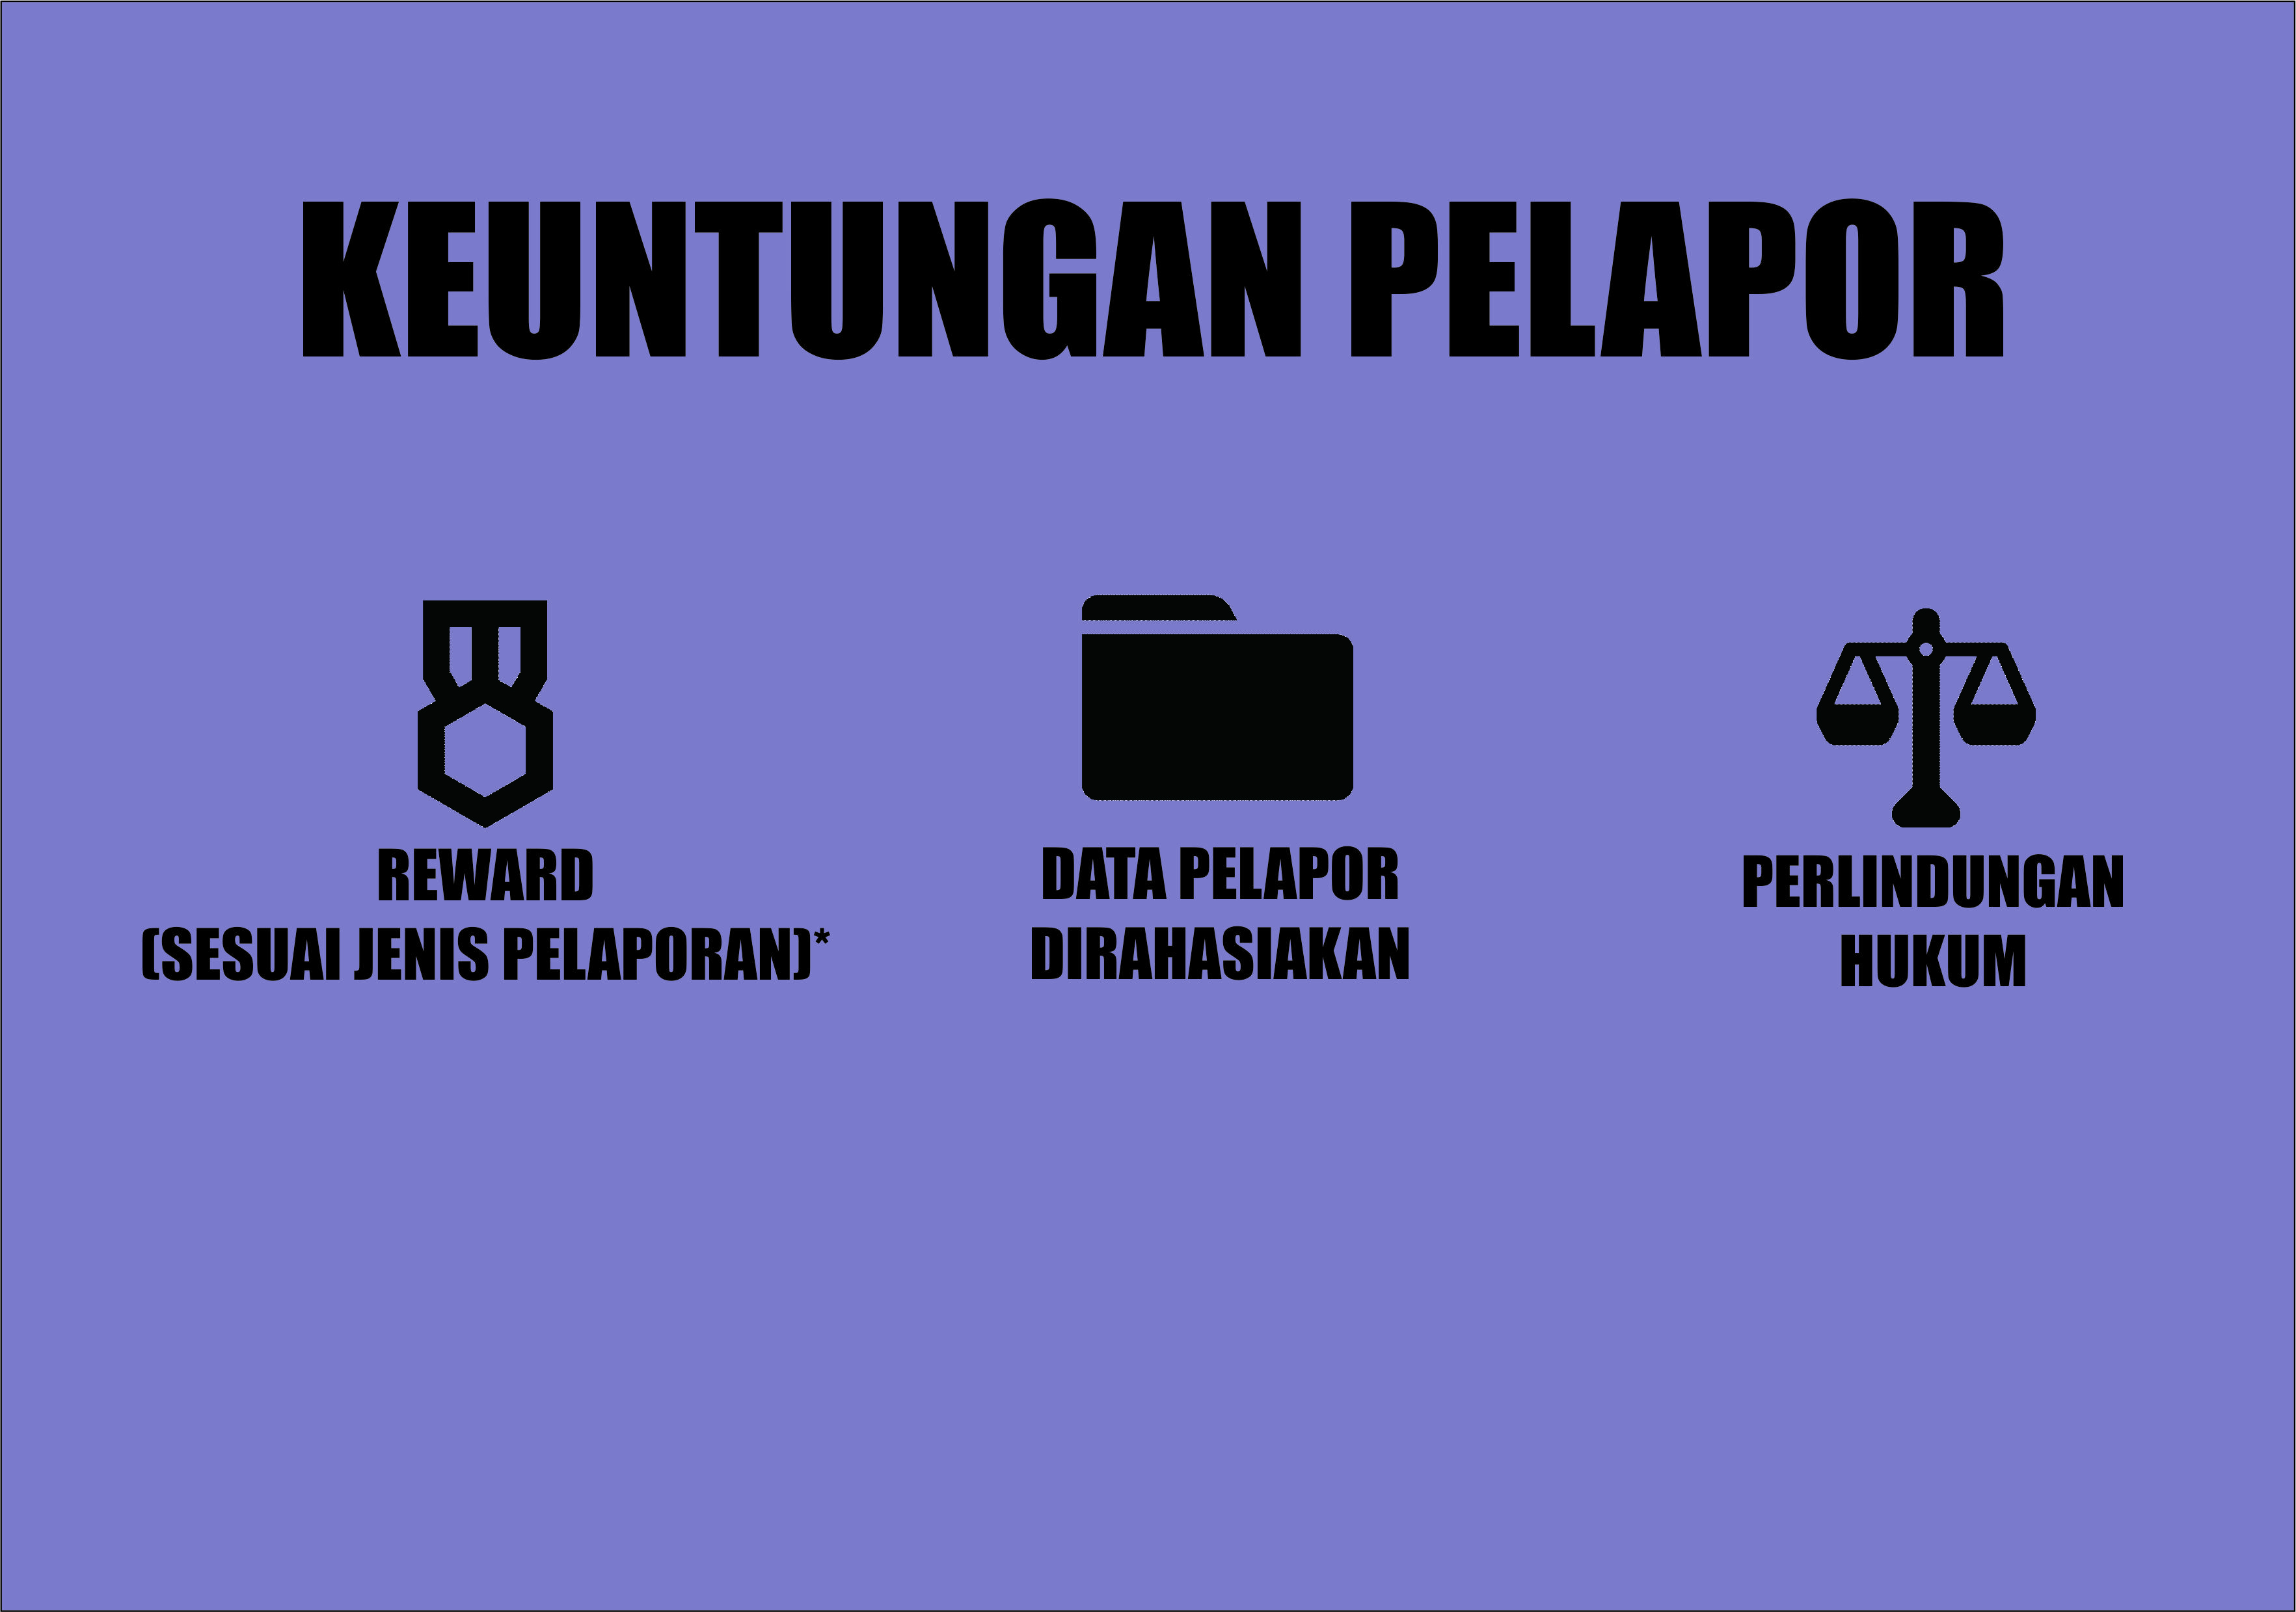 KEUNTUNGAN PELAPOR
REWARD
(SESUAI JENIS PELAPORAN)*
DATA PELAPOR
DIRAHASIAKAN
PERLINDUNGAN
HUKUM